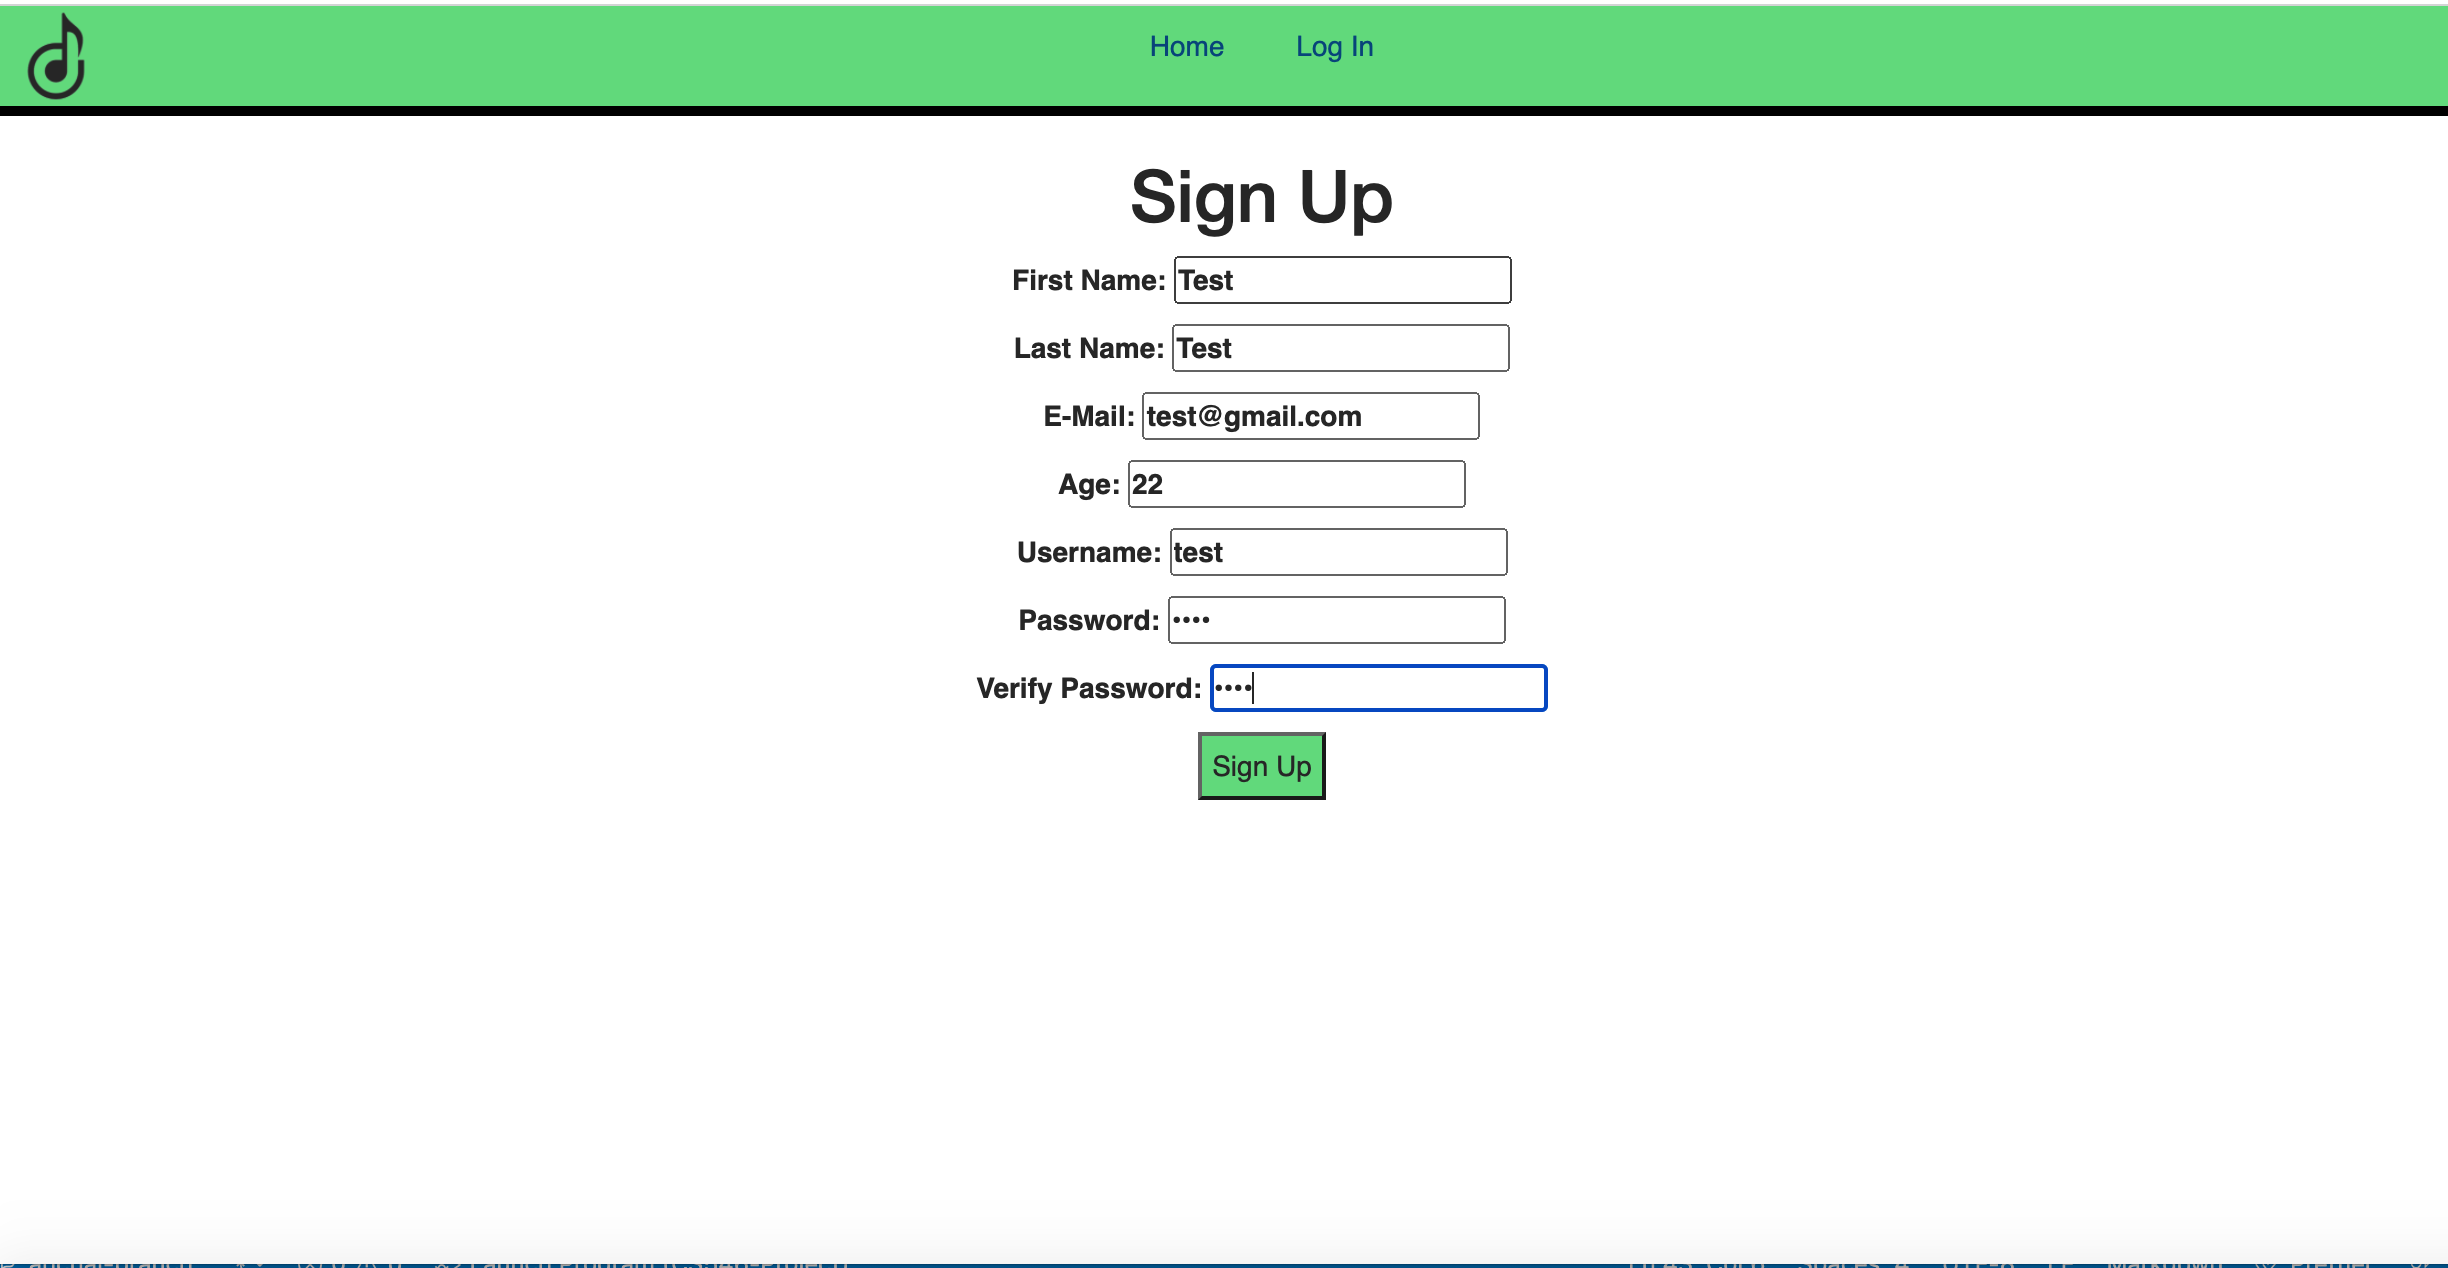 Home Log In
Sign Up
First Name: Test
Last Name: Test
E-Mail: test@gmail.com
Age: 22
Username: test
Password: ••••
Verify Password: ••••
Sign Up